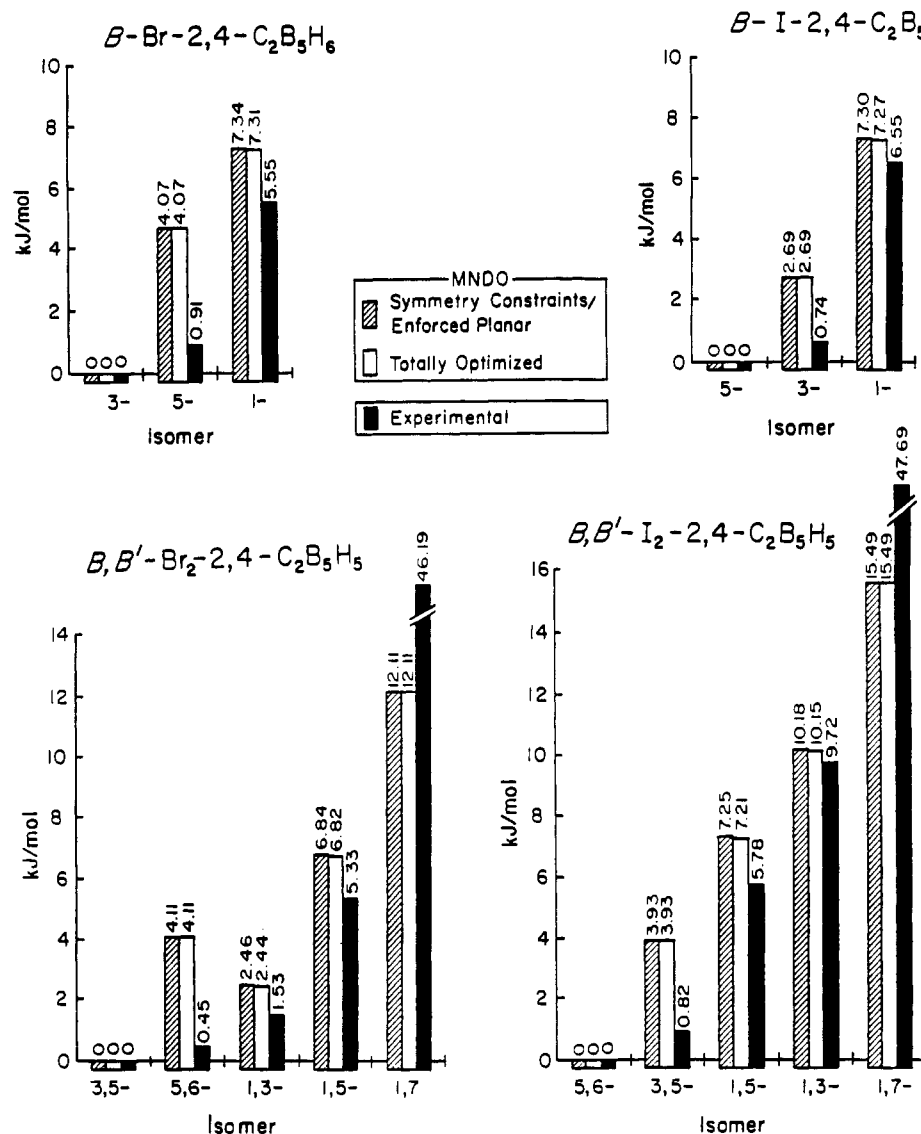 B-Br-2,4-C₂B₅H₆
10
8
6
4
2
0
kJ/mol
0 0 0
4.07
4.07
0.91
7.34
7.31
5.55
3- 5- 1-
Isomer
MNDO
Symmetry Constraints/
Enforced Planar
Totally Optimized
Experimental
B-I-2,4-C₂B₅
10
8
6
4
2
0
kJ/mol
0 0 0
2.69
2.69
0.74
7.30
7.27
6.55
5- 3- 1-
Isomer
B,B'-Br₂-2,4-C₂B₅H₅
14
12
10
8
6
4
2
0
kJ/mol
0 0 0
4.11
4.11
0.45
2.46
2.44
1.53
6.84
6.82
5.33
12.11
12.11
46.19
3,5- 5,6- 1,3- 1,5- 1,7
Isomer
B,B'-I₂-2,4-C₂B₅H₅
16
14
12
10
8
6
4
2
0
kJ/mol
0 0 0
3.93
3.93
0.82
7.25
7.21
5.78
10.18
10.15
9.72
15.49
15.49
47.69
5,6- 3,5- 1,5- 1,3- 1,7-
Isomer